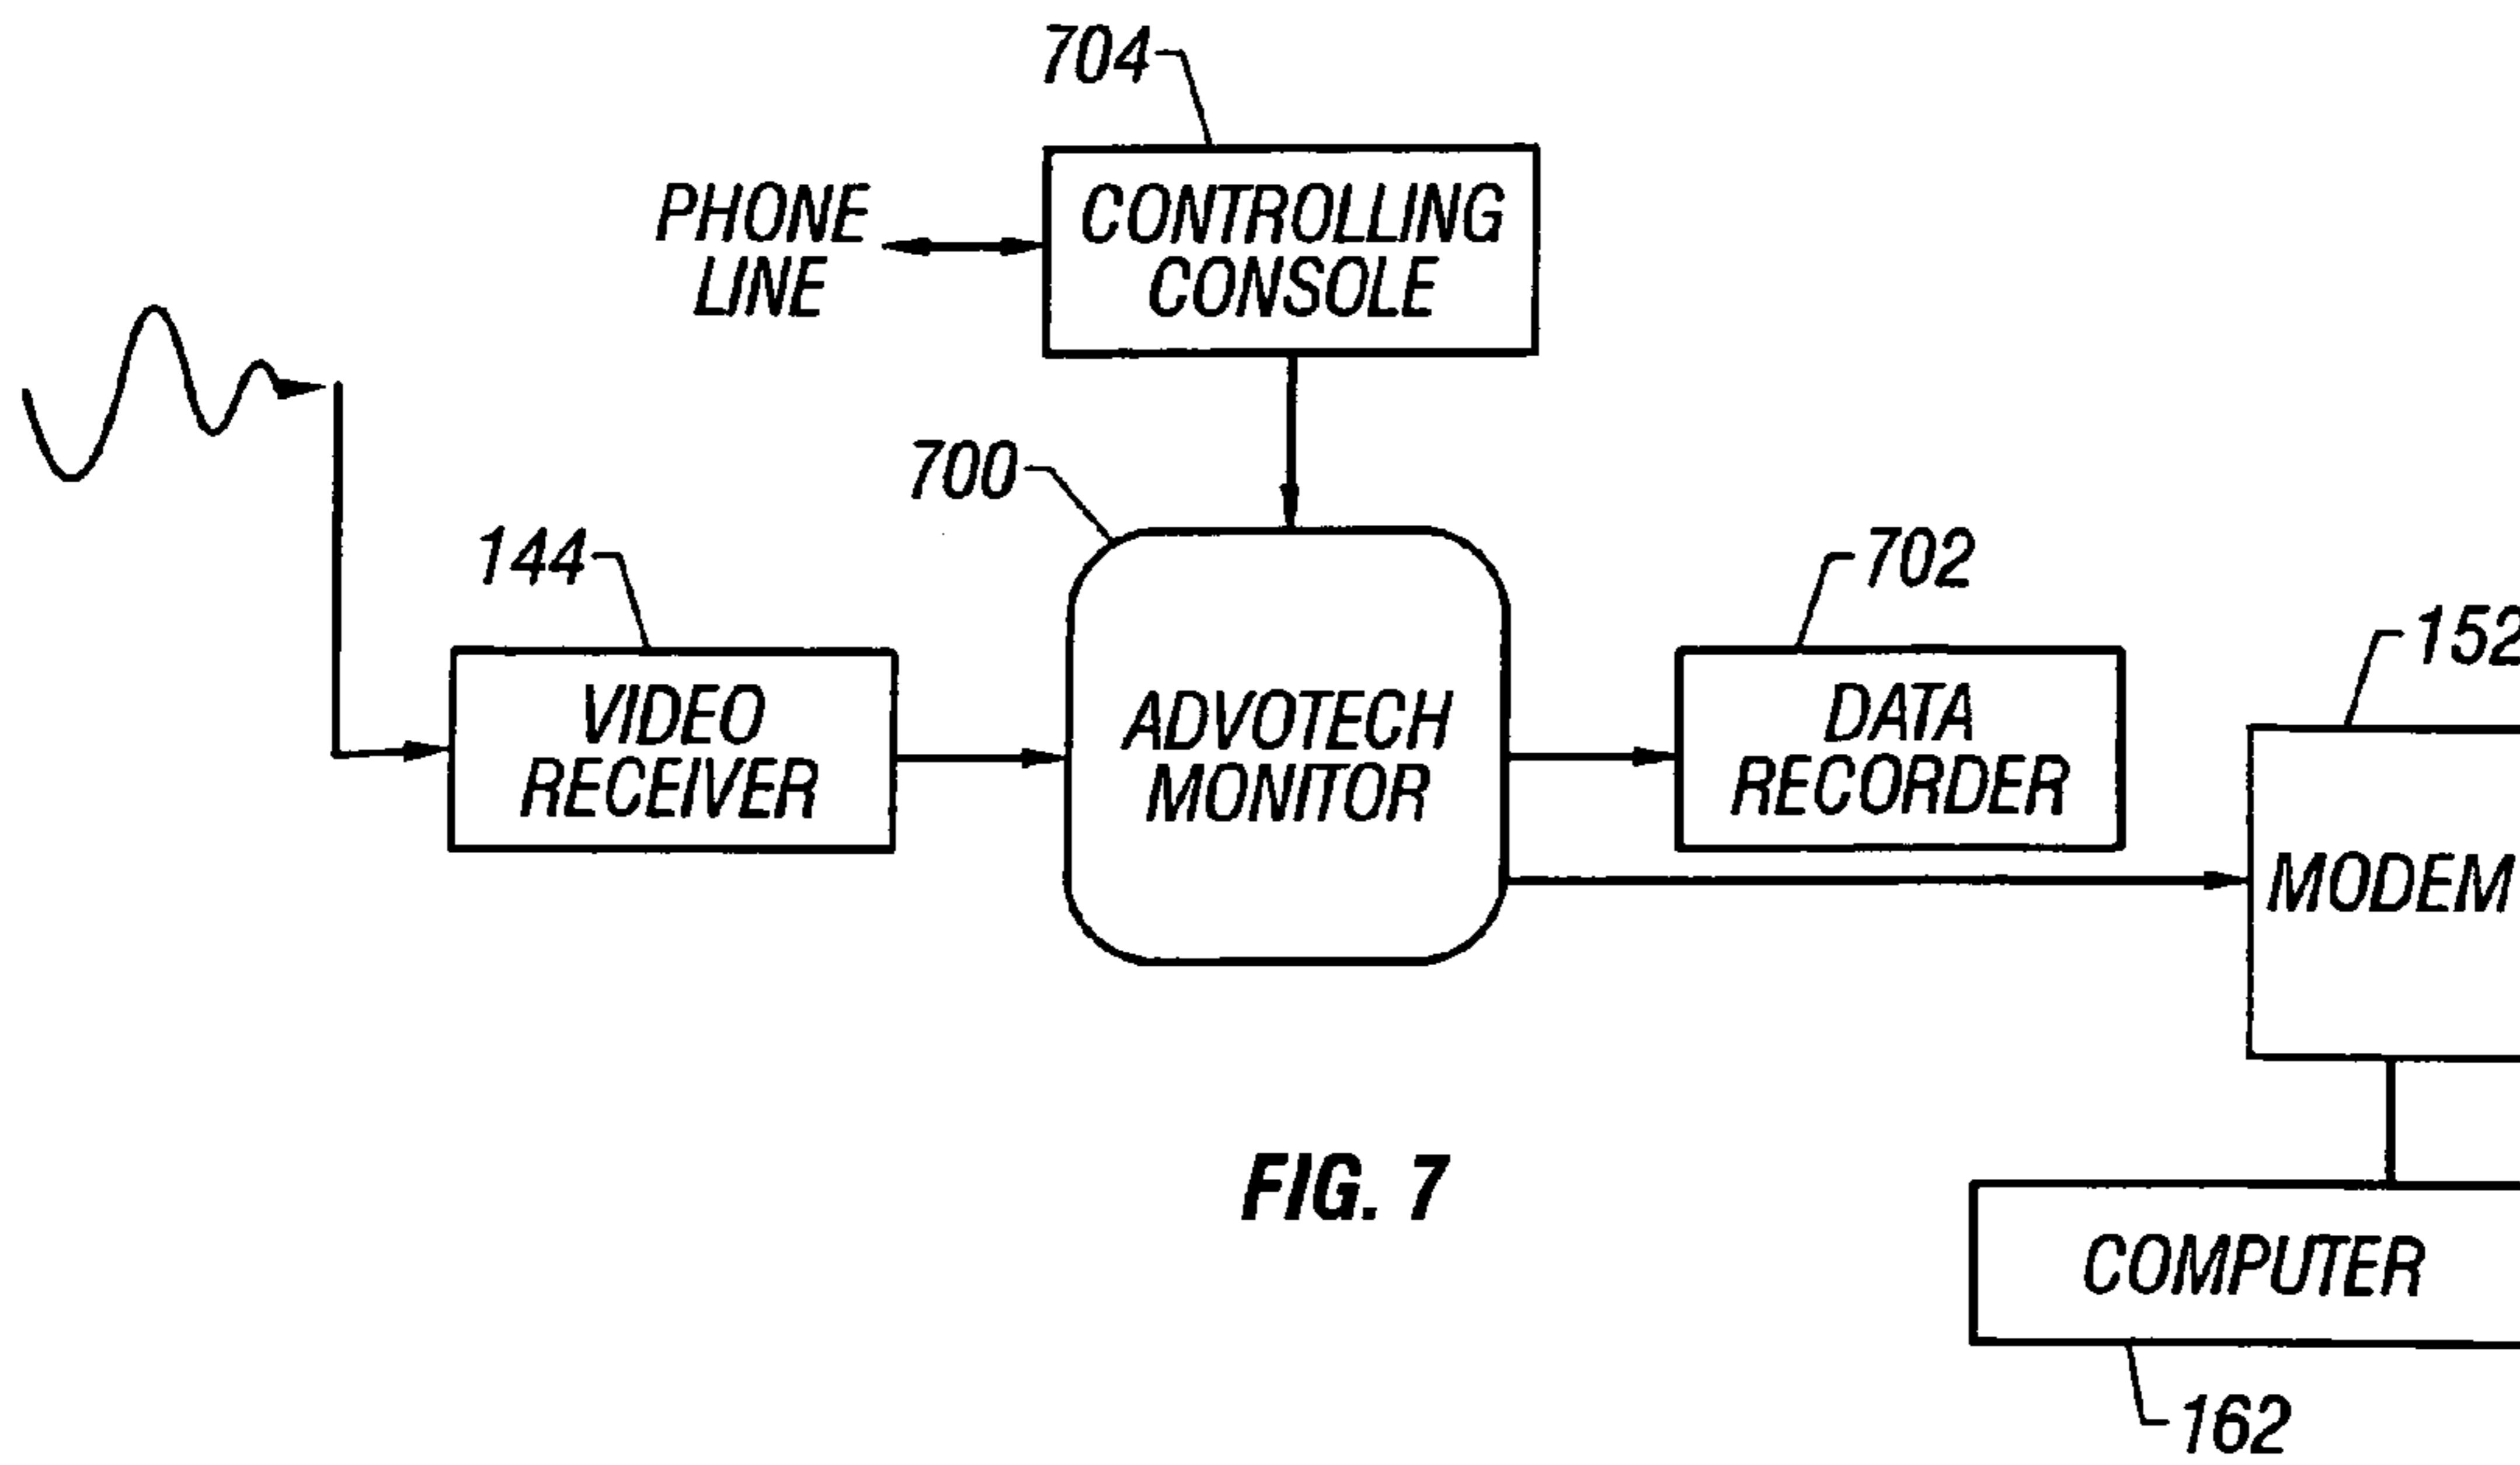 704
PHONE
LINE
CONTROLLING
CONSOLE
700
144
702
152
VIDEO
RECEIVER
ADVOTECH
MONITOR
DATA
RECORDER
MODEM
FIG. 7
COMPUTER
162